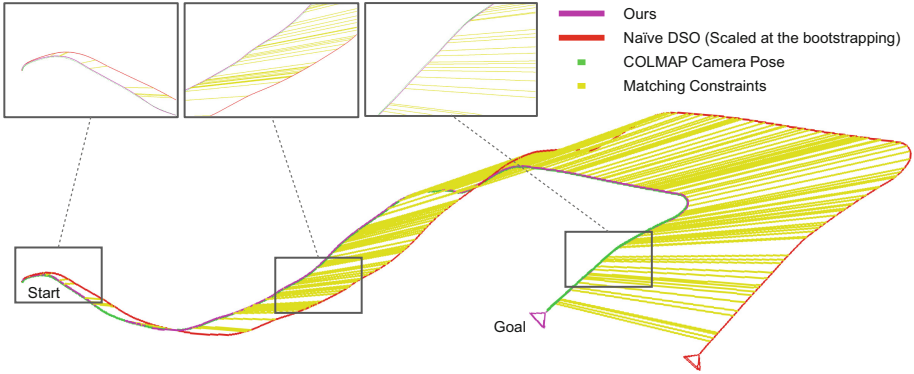 Ours
Naïve DSO (Scaled at the bootstrapping)
COLMAP Camera Pose
Matching Constraints
Start
Goal